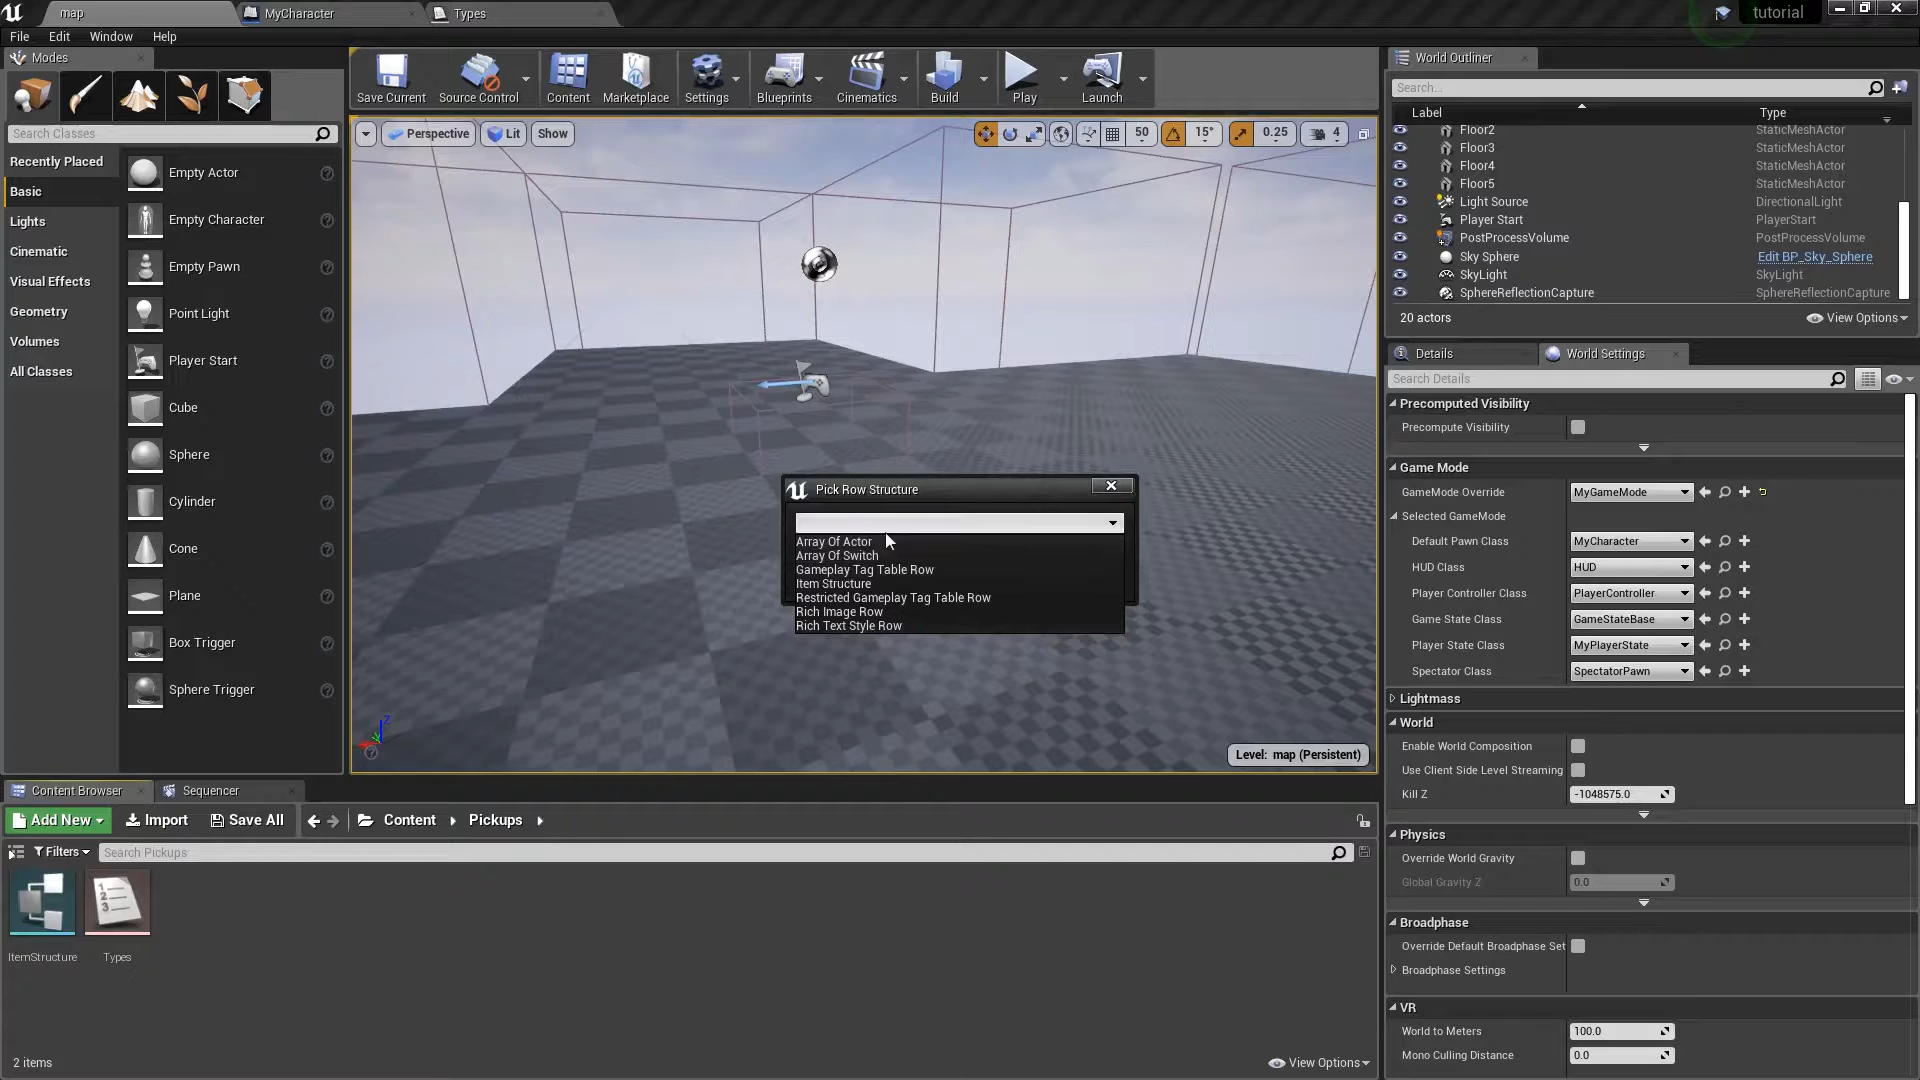 map
MyCharacter
Types
tutorial
File Edit Window Help
Modes
Search Classes
Recently Placed
Basic
Lights
Cinematic
Visual Effects
Geometry
Volumes
All Classes
Empty Actor
Empty Character
Empty Pawn
Point Light
Player Start
Cube
Sphere
Cylinder
Cone
Plane
Box Trigger
Sphere Trigger
Save Current
Source Control
Content
Marketplace
Settings
Blueprints
Cinematics
Build
Play
Launch
Perspective
Lit
Show
50
15°
0.25
4
Pick Row Structure
Array Of Actor
Array Of Switch
Gameplay Tag Table Row
Item Structure
Restricted Gameplay Tag Table Row
Rich Image Row
Rich Text Style Row
Z
Level: map (Persistent)
World Outliner
Search...
Label Type
Floor2 StaticMeshActor
Floor3 StaticMeshActor
Floor4 StaticMeshActor
Floor5 StaticMeshActor
Light Source DirectionalLight
Player Start PlayerStart
PostProcessVolume PostProcessVolume
Sky Sphere Edit BP_Sky_Sphere
SkyLight SkyLight
SphereReflectionCapture SphereReflectionCapture
20 actors
View Options
Details
World Settings
Search Details
Precomputed Visibility
Precompute Visibility
Game Mode
GameMode Override MyGameMode
Selected GameMode
Default Pawn Class MyCharacter
HUD Class HUD
Player Controller Class PlayerController
Game State Class GameStateBase
Player State Class MyPlayerState
Spectator Class SpectatorPawn
Lightmass
World
Enable World Composition
Use Client Side Level Streaming
Kill Z -1048575.0
Physics
Override World Gravity
Global Gravity Z 0.0
Broadphase
Override Default Broadphase Set
Broadphase Settings
VR
World to Meters 100.0
Mono Culling Distance 0.0
Content Browser
Sequencer
Add New
Import
Save All
Content
Pickups
Filters
Search Pickups
1
2
3
ItemStructure
Types
2 items
View Options